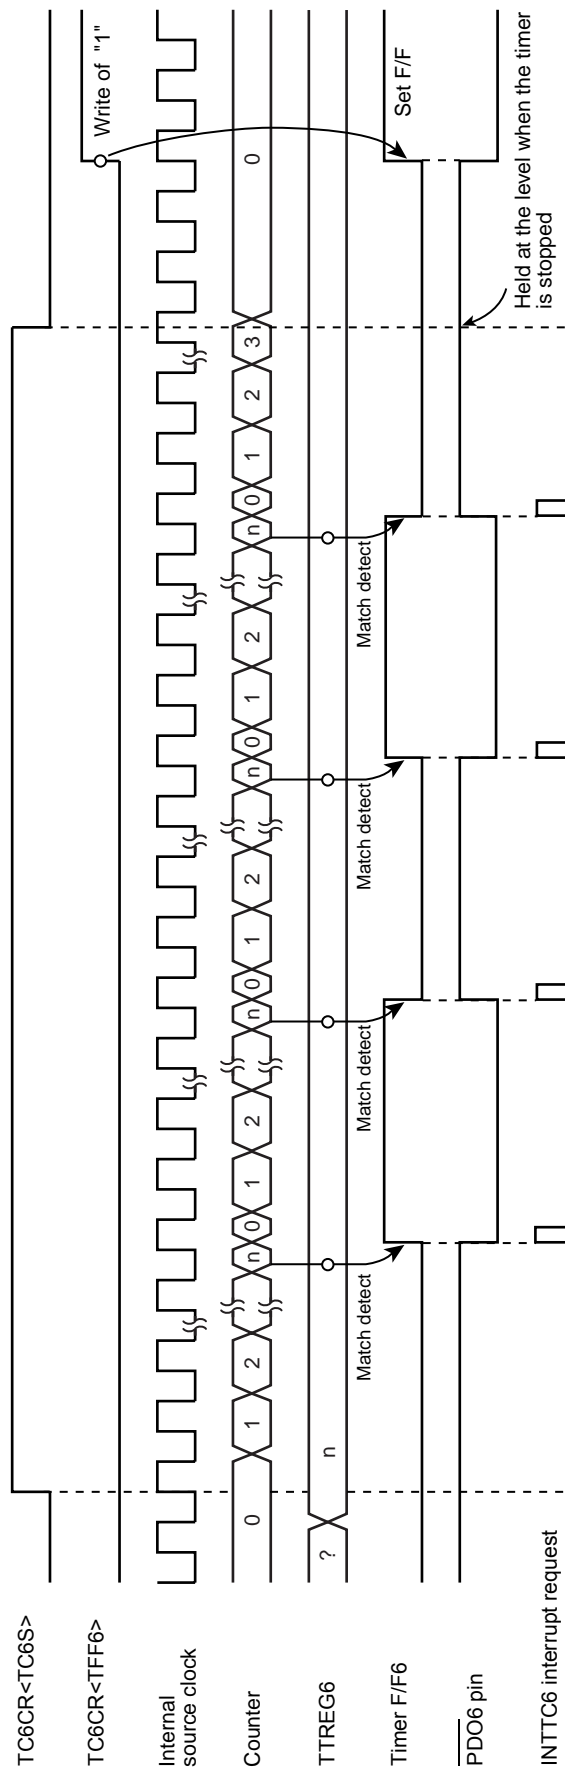 TC6CR<TC6S>
TC6CR<TFF6>
Write of "1"
Internal
source clock
Counter
0
1
2
n
0
1
2
n
0
1
2
n
0
1
2
n
0
1
2
3
0
TTREG6
?
n
Match detect
Match detect
Match detect
Match detect
Timer F/F6
Set F/F
PDO6 pin
Held at the level when the timer
is stopped
INTTC6 interrupt request